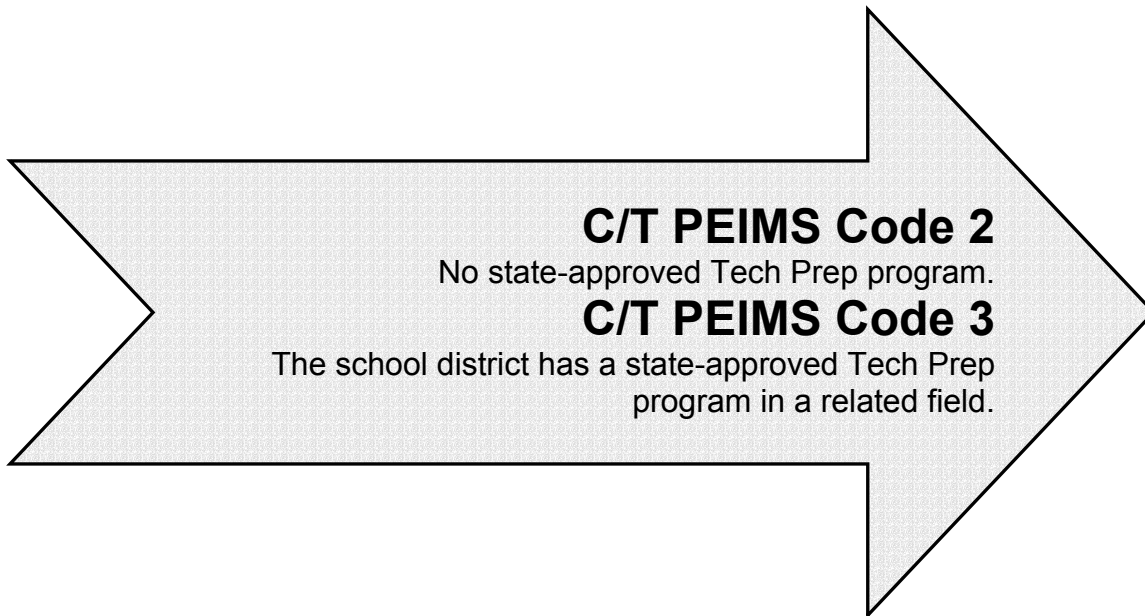 C/T PEIMS Code 2
No state-approved Tech Prep program.
C/T PEIMS Code 3
The school district has a state-approved Tech Prep
program in a related field.